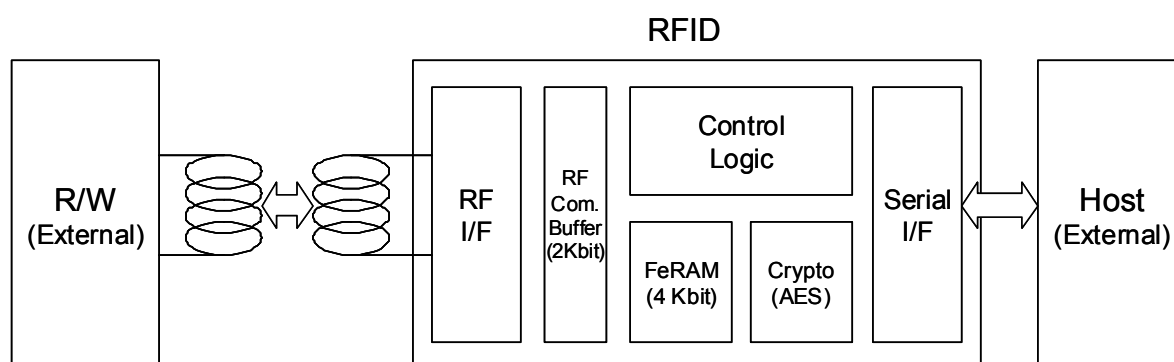 RFID
R/W
(External)
RF
I/F
RF
Com.
Buffer
(2Kbit)
Control
Logic
FeRAM
(4 Kbit)
Crypto
(AES)
Serial
I/F
Host
(External)